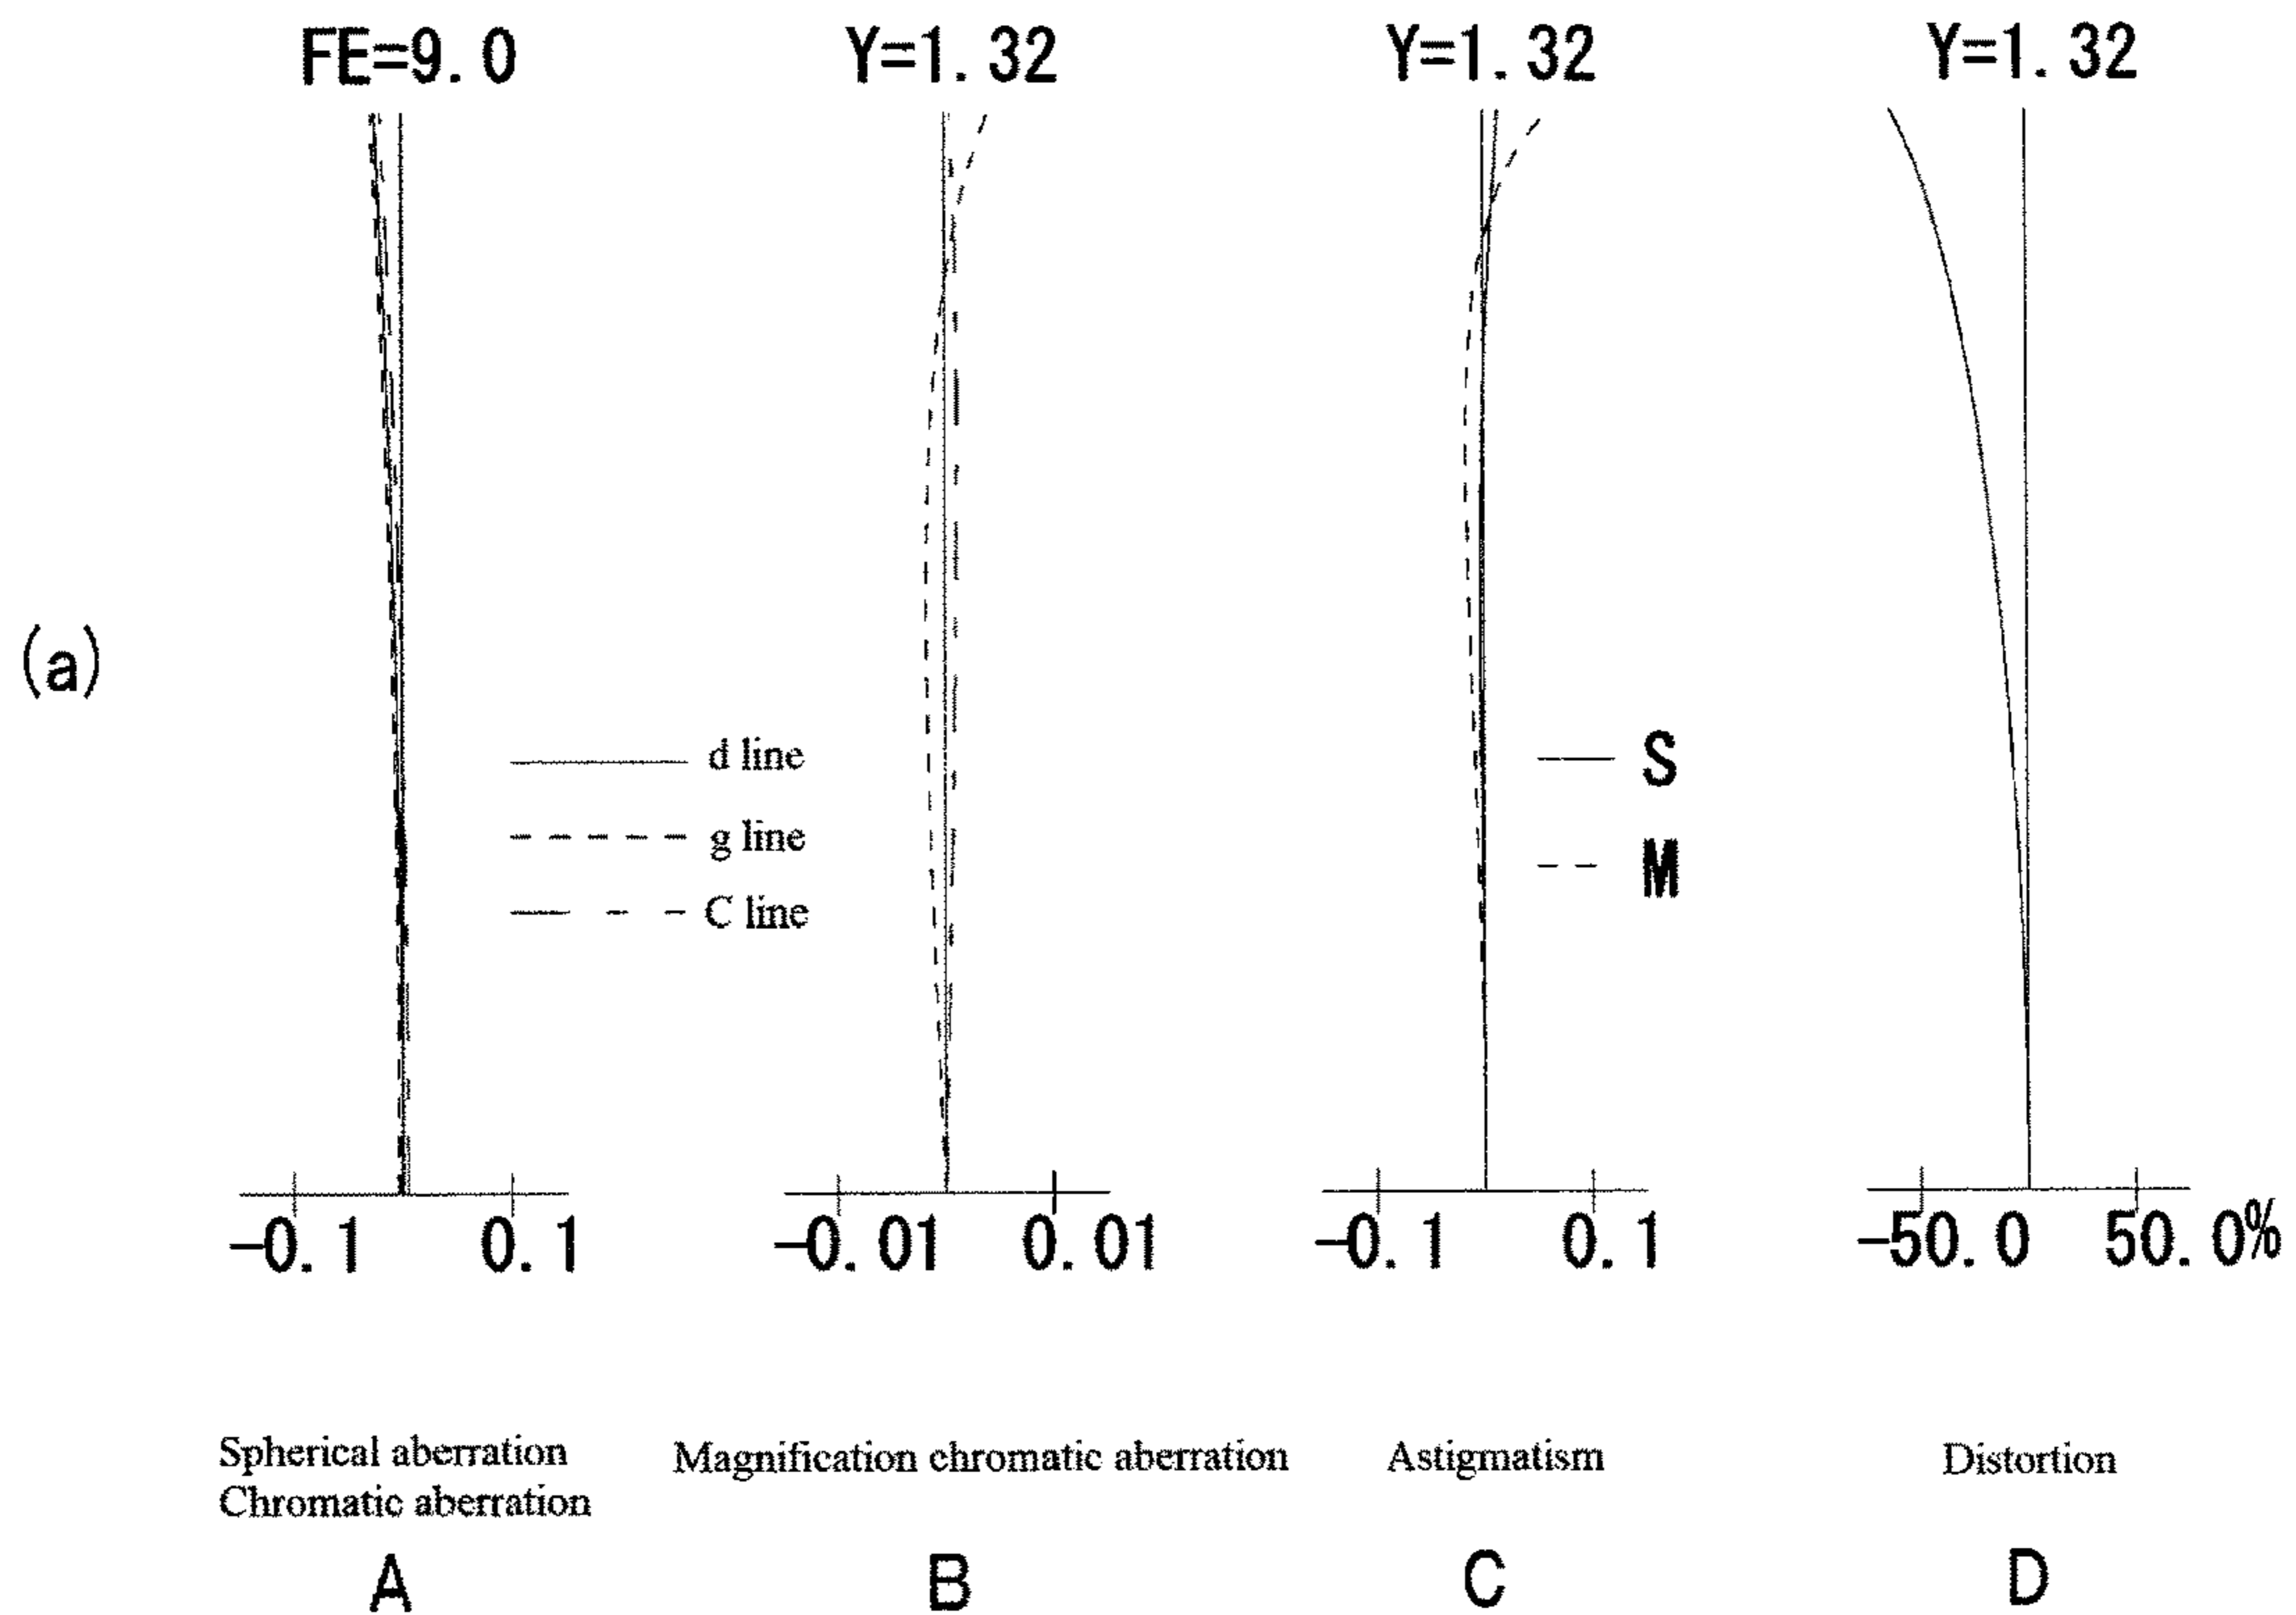 FE=9.0
Y=1.32
Y=1.32
Y=1.32
(a)
d line
g line
C line
S
M
-0.1
0.1
-0.01
0.01
-0.1
0.1
-50.0
50.0%
Spherical aberration
Chromatic aberration
Magnification chromatic aberration
Astigmatism
Distortion
A
B
C
D